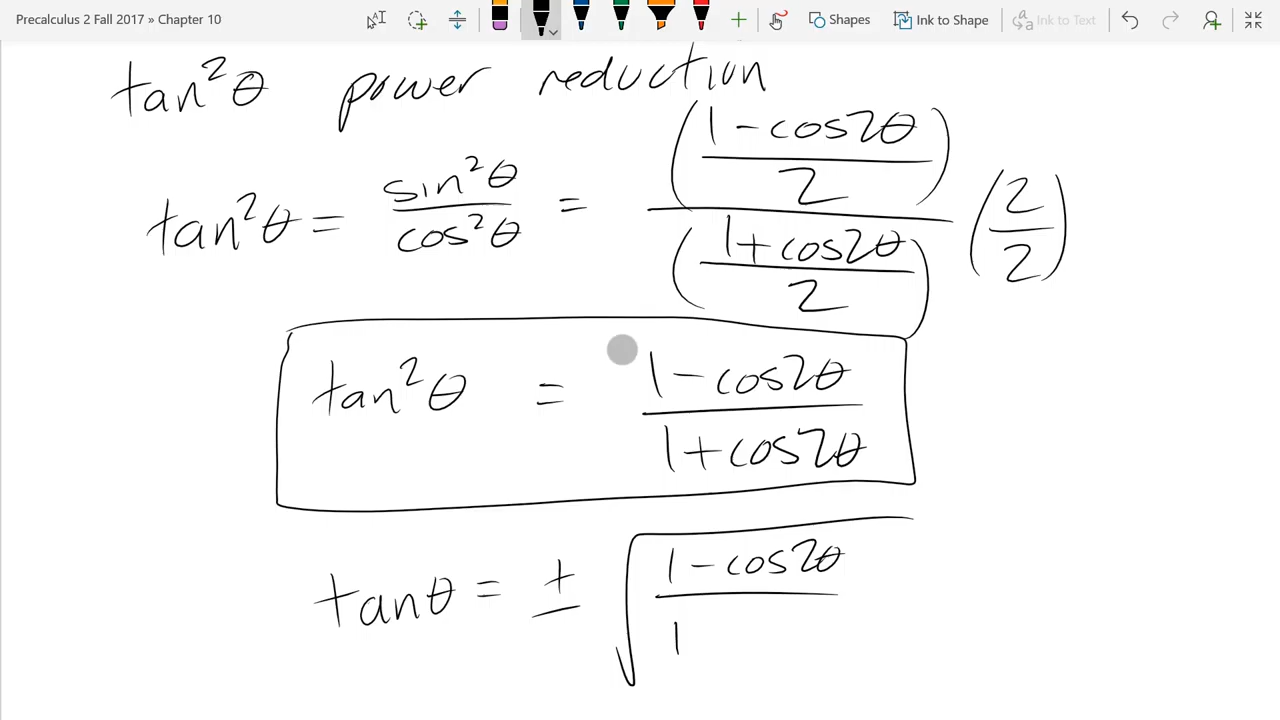 Precalculus 2 Fall 2017 » Chapter 10
Shapes
Ink to Shape
Ink to Text
tan²θ power reduction
tan²θ = sin²θ/cos²θ = ((1-cos2θ)/2)/((1+cos2θ)/2) (2/2)
tan²θ = (1-cos2θ)/(1+cos2θ)
tanθ = ± √((1-cos2θ)/1